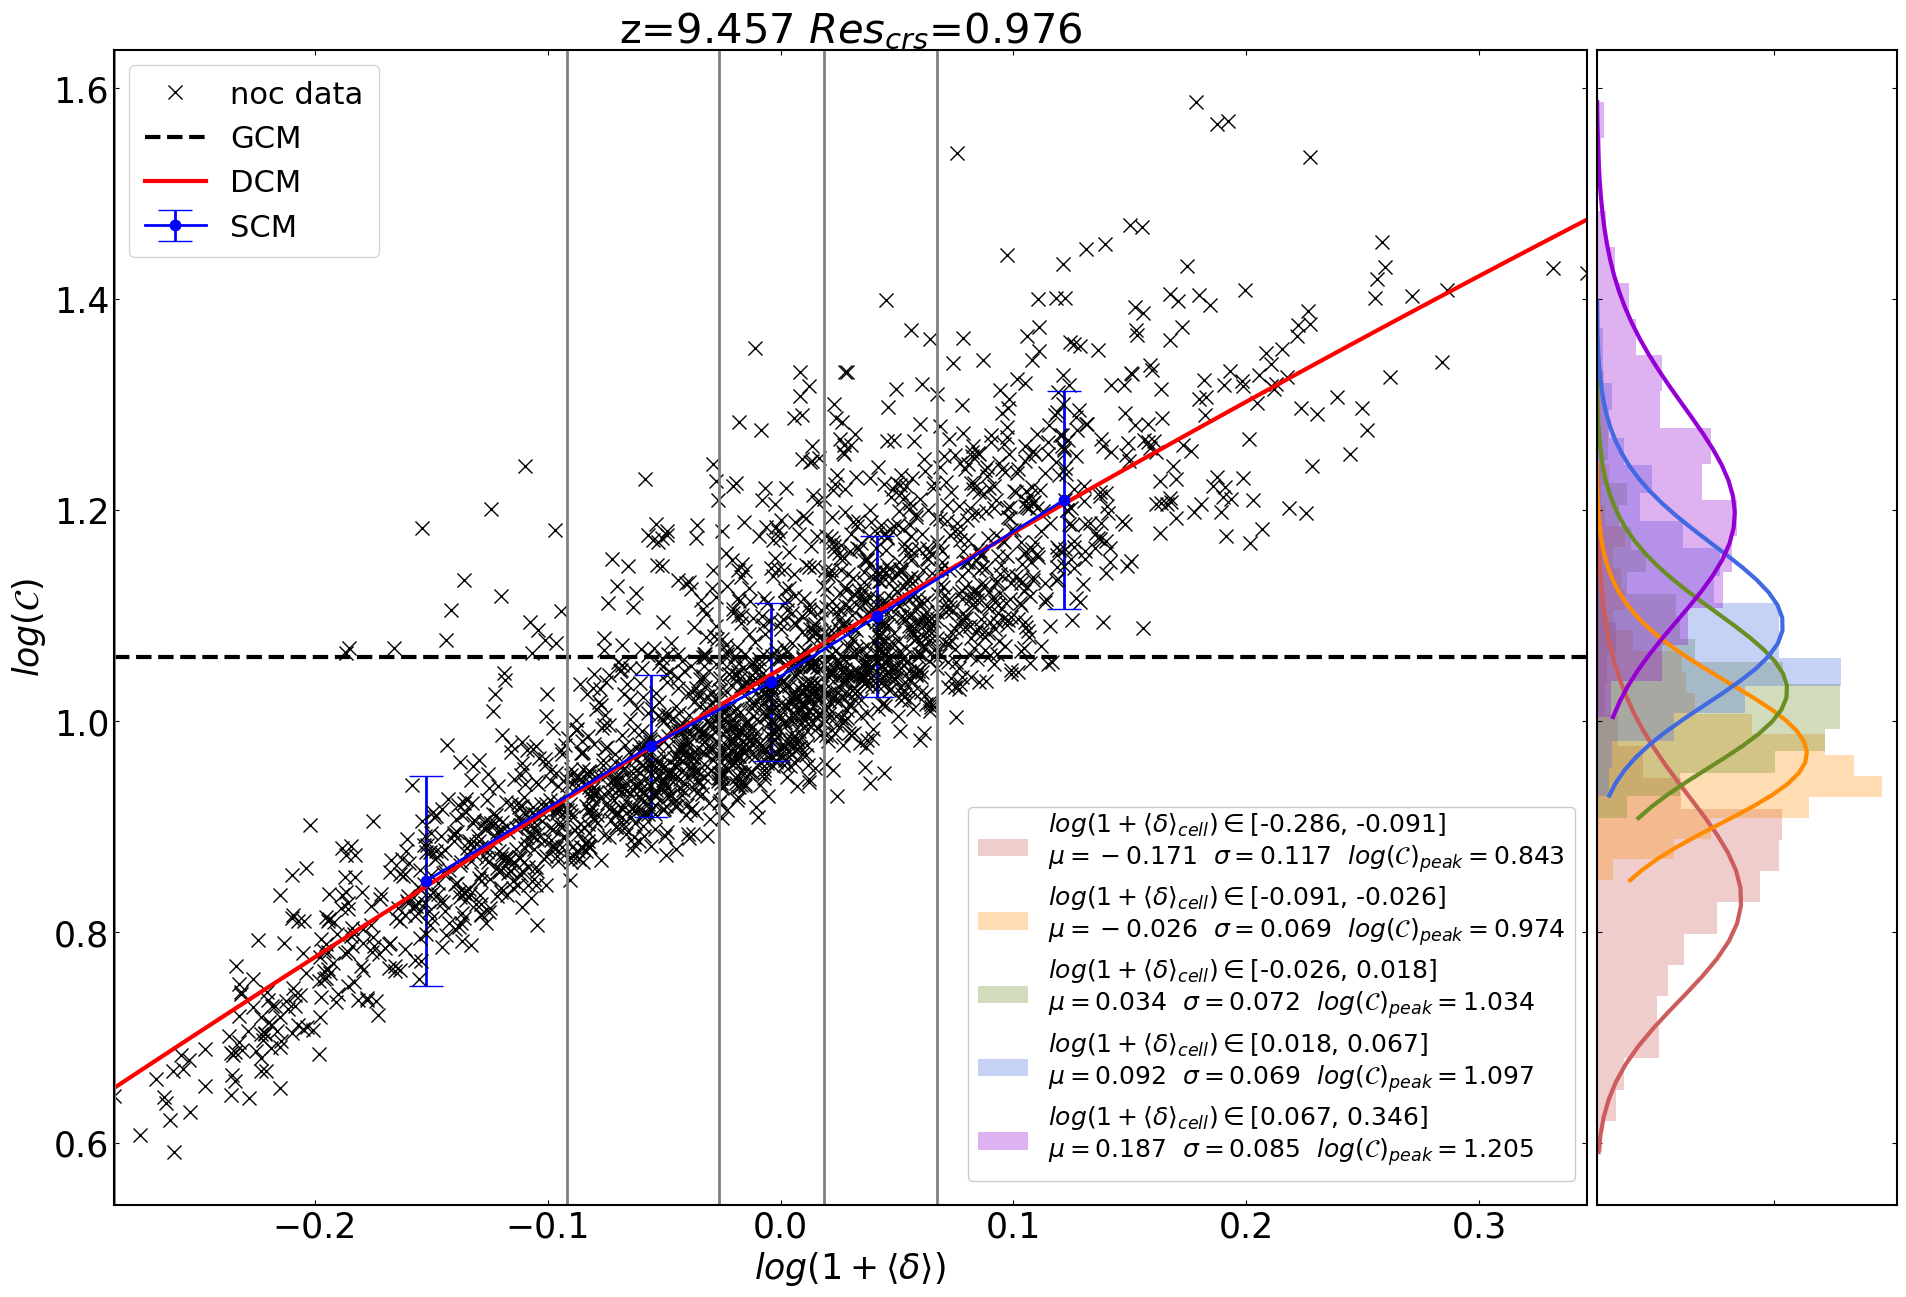 z=9.457 Res_crs=0.976
noc data
GCM
DCM
SCM
1.6
1.4
1.2
1.0
0.8
0.6
log(𝒞)
log(1 + ⟨δ⟩_cell) ∈ [-0.286, -0.091]
μ = −0.171 σ = 0.117 log(𝒞)_peak = 0.843
log(1 + ⟨δ⟩_cell) ∈ [-0.091, -0.026]
μ = −0.026 σ = 0.069 log(𝒞)_peak = 0.974
log(1 + ⟨δ⟩_cell) ∈ [-0.026, 0.018]
μ = 0.034 σ = 0.072 log(𝒞)_peak = 1.034
log(1 + ⟨δ⟩_cell) ∈ [0.018, 0.067]
μ = 0.092 σ = 0.069 log(𝒞)_peak = 1.097
log(1 + ⟨δ⟩_cell) ∈ [0.067, 0.346]
μ = 0.187 σ = 0.085 log(𝒞)_peak = 1.205
−0.2 −0.1 0.0 0.1 0.2 0.3
log(1 + ⟨δ⟩)